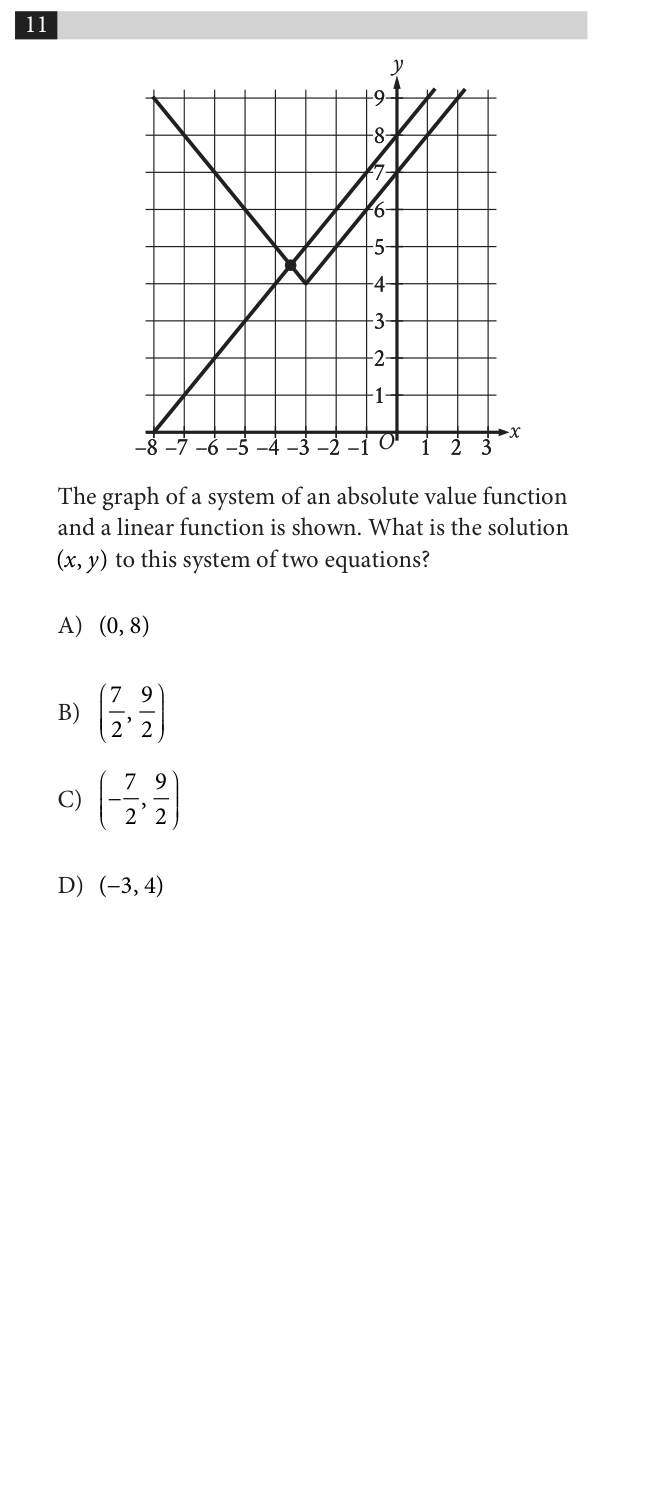 11
y
9
8
7
6
5
4
3
2
1
–8 –7 –6 –5 –4 –3 –2 –1 O 1 2 3 x
The graph of a system of an absolute value function
and a linear function is shown. What is the solution
(x, y) to this system of two equations?
A) (0, 8)
B) (7/2, 9/2)
C) (–7/2, 9/2)
D) (–3, 4)